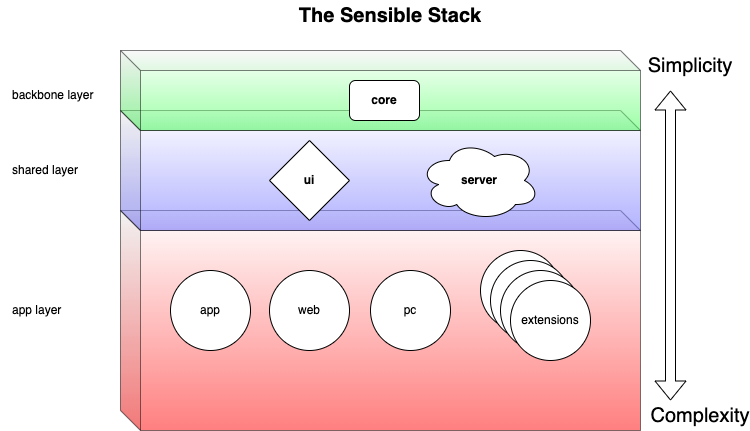 The Sensible Stack
Simplicity
backbone layer
core
shared layer
ui
server
app layer
app
web
pc
extensions
Complexity